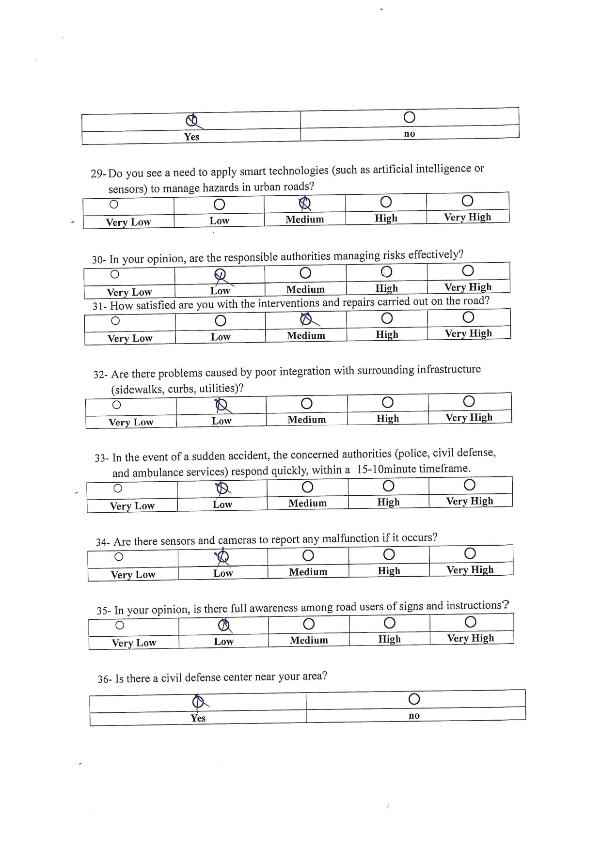 Yes no
29- Do you see a need to apply smart technologies (such as artificial intelligence or
sensors) to manage hazards in urban roads?
Very Low Low Medium High Very High
30- In your opinion, are the responsible authorities managing risks effectively?
Very Low Low Medium High Very High
31- How satisfied are you with the interventions and repairs carried out on the road?
Very Low Low Medium High Very High
32- Are there problems caused by poor integration with surrounding infrastructure
(sidewalks, curbs, utilities)?
Very Low Low Medium High Very High
33- In the event of a sudden accident, the concerned authorities (police, civil defense,
and ambulance services) respond quickly, within a 15-10minute timeframe.
Very Low Low Medium High Very High
34- Are there sensors and cameras to report any malfunction if it occurs?
Very Low Low Medium High Very High
35- In your opinion, is there full awareness among road users of signs and instructions?
Very Low Low Medium High Very High
36- Is there a civil defense center near your area?
Yes no